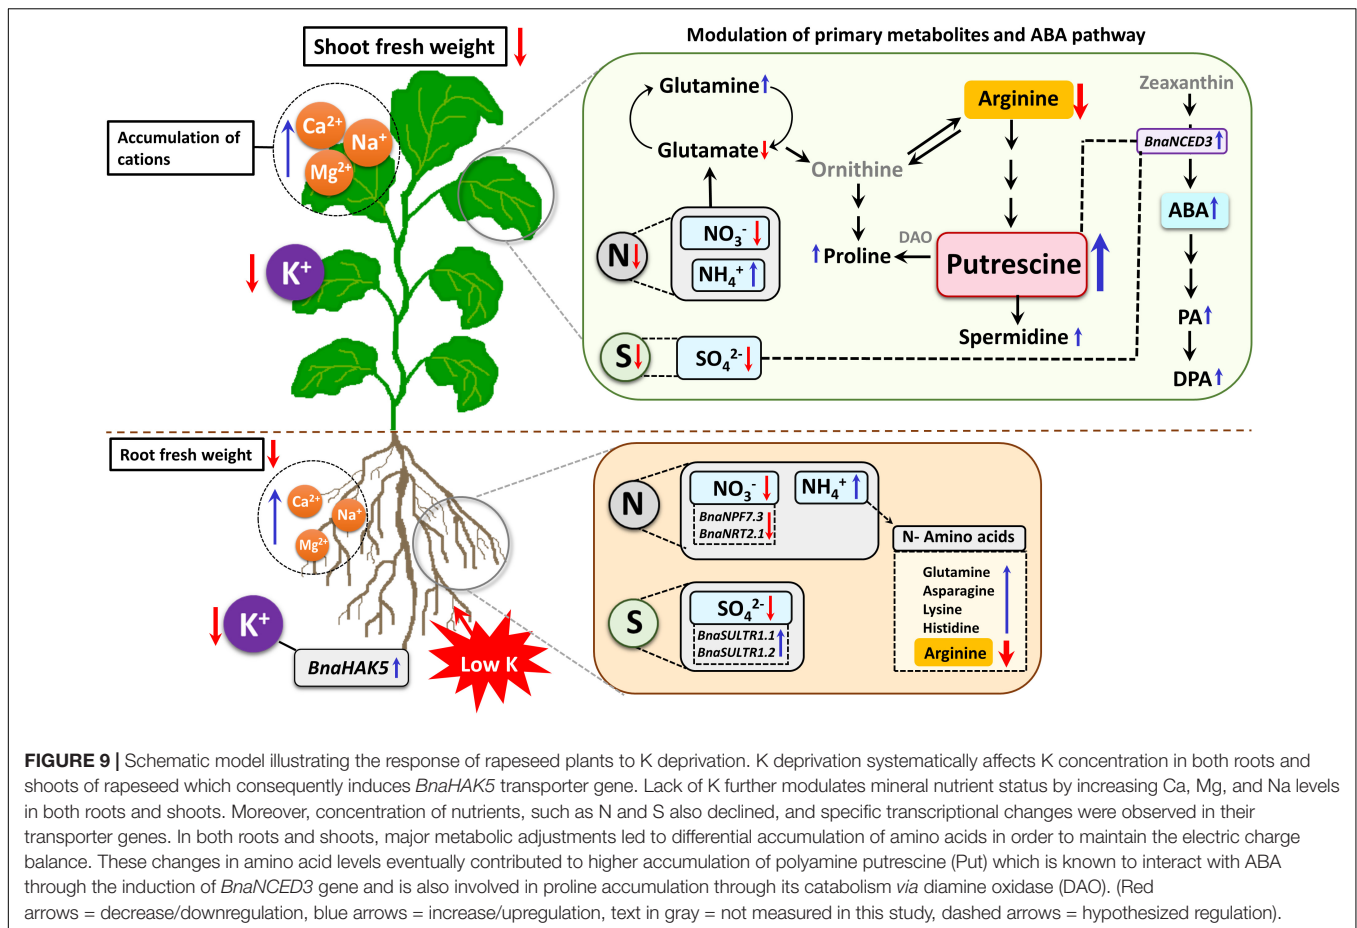 Shoot fresh weight
Modulation of primary metabolites and ABA pathway
Accumulation of
cations
Ca2+
Na+
Mg2+
K+
Glutamine
Glutamate
Ornithine
Arginine
Zeaxanthin
BnaNCED3
ABA
PA
DPA
N
NO3-
NH4+
Proline
DAO
Putrescine
Spermidine
S
SO42-
Root fresh weight
Ca2+
Na+
Mg2+
K+
BnaHAK5
Low K
N
NO3-
BnaNPF7.3
BnaNRT2.1
NH4+
N- Amino acids
Glutamine
Asparagine
Lysine
Histidine
Arginine
S
SO42-
BnaSULTR1.1
BnaSULTR1.2
FIGURE 9 | Schematic model illustrating the response of rapeseed plants to K deprivation. K deprivation systematically affects K concentration in both roots and
shoots of rapeseed which consequently induces BnaHAK5 transporter gene. Lack of K further modulates mineral nutrient status by increasing Ca, Mg, and Na levels
in both roots and shoots. Moreover, concentration of nutrients, such as N and S also declined, and specific transcriptional changes were observed in their
transporter genes. In both roots and shoots, major metabolic adjustments led to differential accumulation of amino acids in order to maintain the electric charge
balance. These changes in amino acid levels eventually contributed to higher accumulation of polyamine putrescine (Put) which is known to interact with ABA
through the induction of BnaNCED3 gene and is also involved in proline accumulation through its catabolism via diamine oxidase (DAO). (Red
arrows = decrease/downregulation, blue arrows = increase/upregulation, text in gray = not measured in this study, dashed arrows = hypothesized regulation).